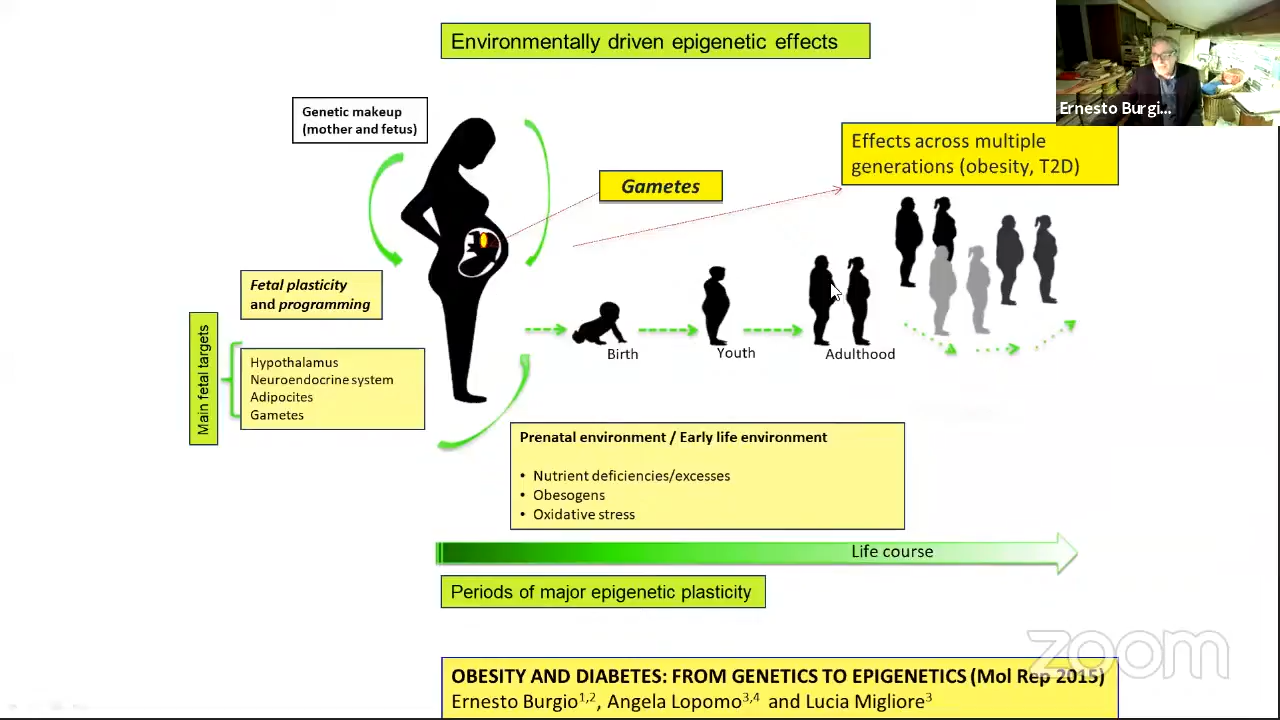 Environmentally driven epigenetic effects
Ernesto Burgi...
Genetic makeup
(mother and fetus)
Effects across multiple
generations (obesity, T2D)
Gametes
Fetal plasticity
and programming
Main fetal targets
Hypothalamus
Neuroendocrine system
Adipocites
Gametes
Birth
Youth
Adulthood
Prenatal environment / Early life environment
• Nutrient deficiencies/excesses
• Obesogens
• Oxidative stress
Life course
Periods of major epigenetic plasticity
zoom
OBESITY AND DIABETES: FROM GENETICS TO EPIGENETICS (Mol Rep 2015)
Ernesto Burgio1,2, Angela Lopomo3,4 and Lucia Migliore3